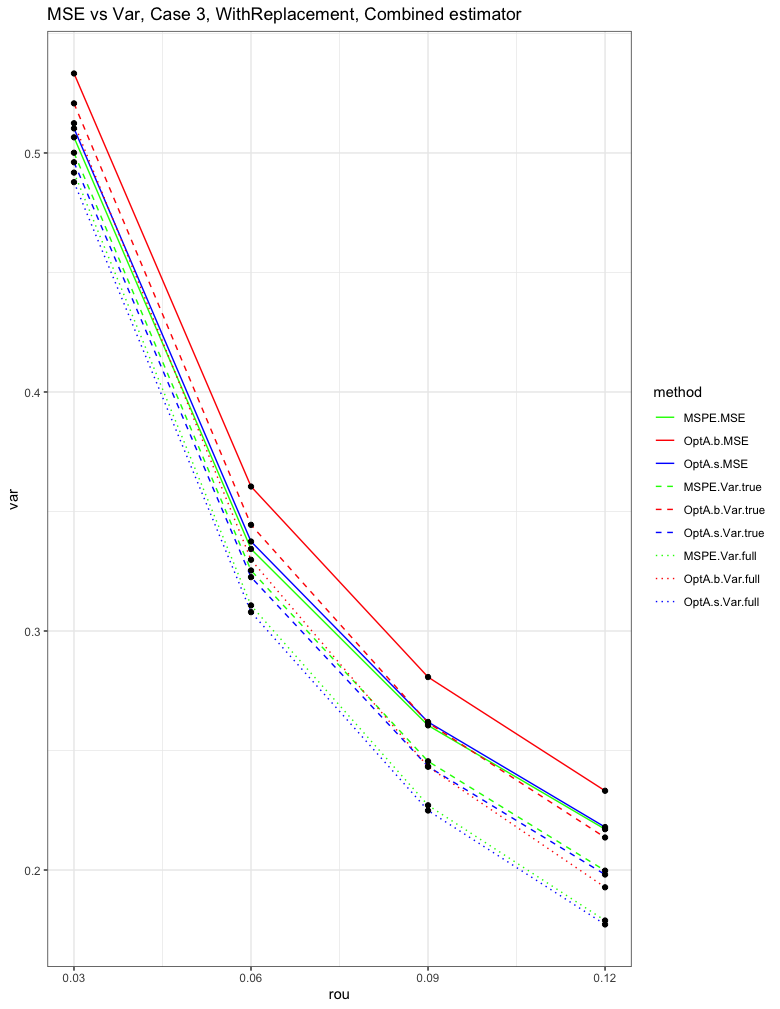 MSE vs Var, Case 3, WithReplacement, Combined estimator
0.5
0.4
0.3
0.2
var
0.03 0.06 0.09 0.12
rou
method
MSPE.MSE
OptA.b.MSE
OptA.s.MSE
MSPE.Var.true
OptA.b.Var.true
OptA.s.Var.true
MSPE.Var.full
OptA.b.Var.full
OptA.s.Var.full